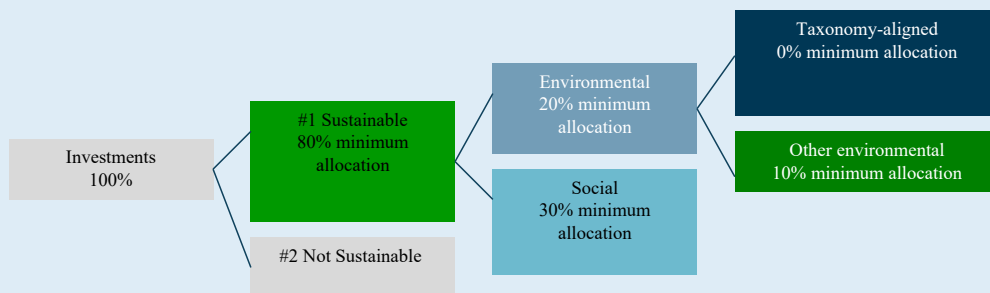 Investments
100%
#1 Sustainable
80% minimum
allocation
#2 Not Sustainable
Environmental
20% minimum
allocation
Social
30% minimum
allocation
Taxonomy-aligned
0% minimum allocation
Other environmental
10% minimum allocation